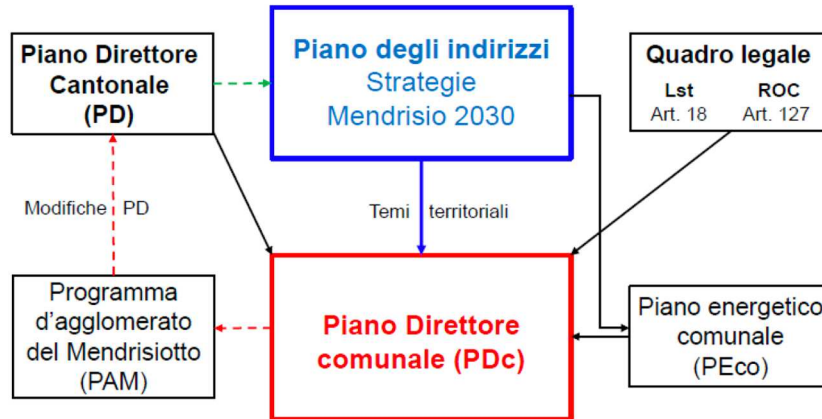 Piano Direttore
Cantonale
(PD)
Piano degli indirizzi
Strategie
Mendrisio 2030
Quadro legale
Lst ROC
Art. 18 Art. 127
Modifiche PD
Temi territoriali
Programma
d'agglomerato
del Mendrisiotto
(PAM)
Piano Direttore
comunale (PDc)
Piano energetico
comunale
(PEco)